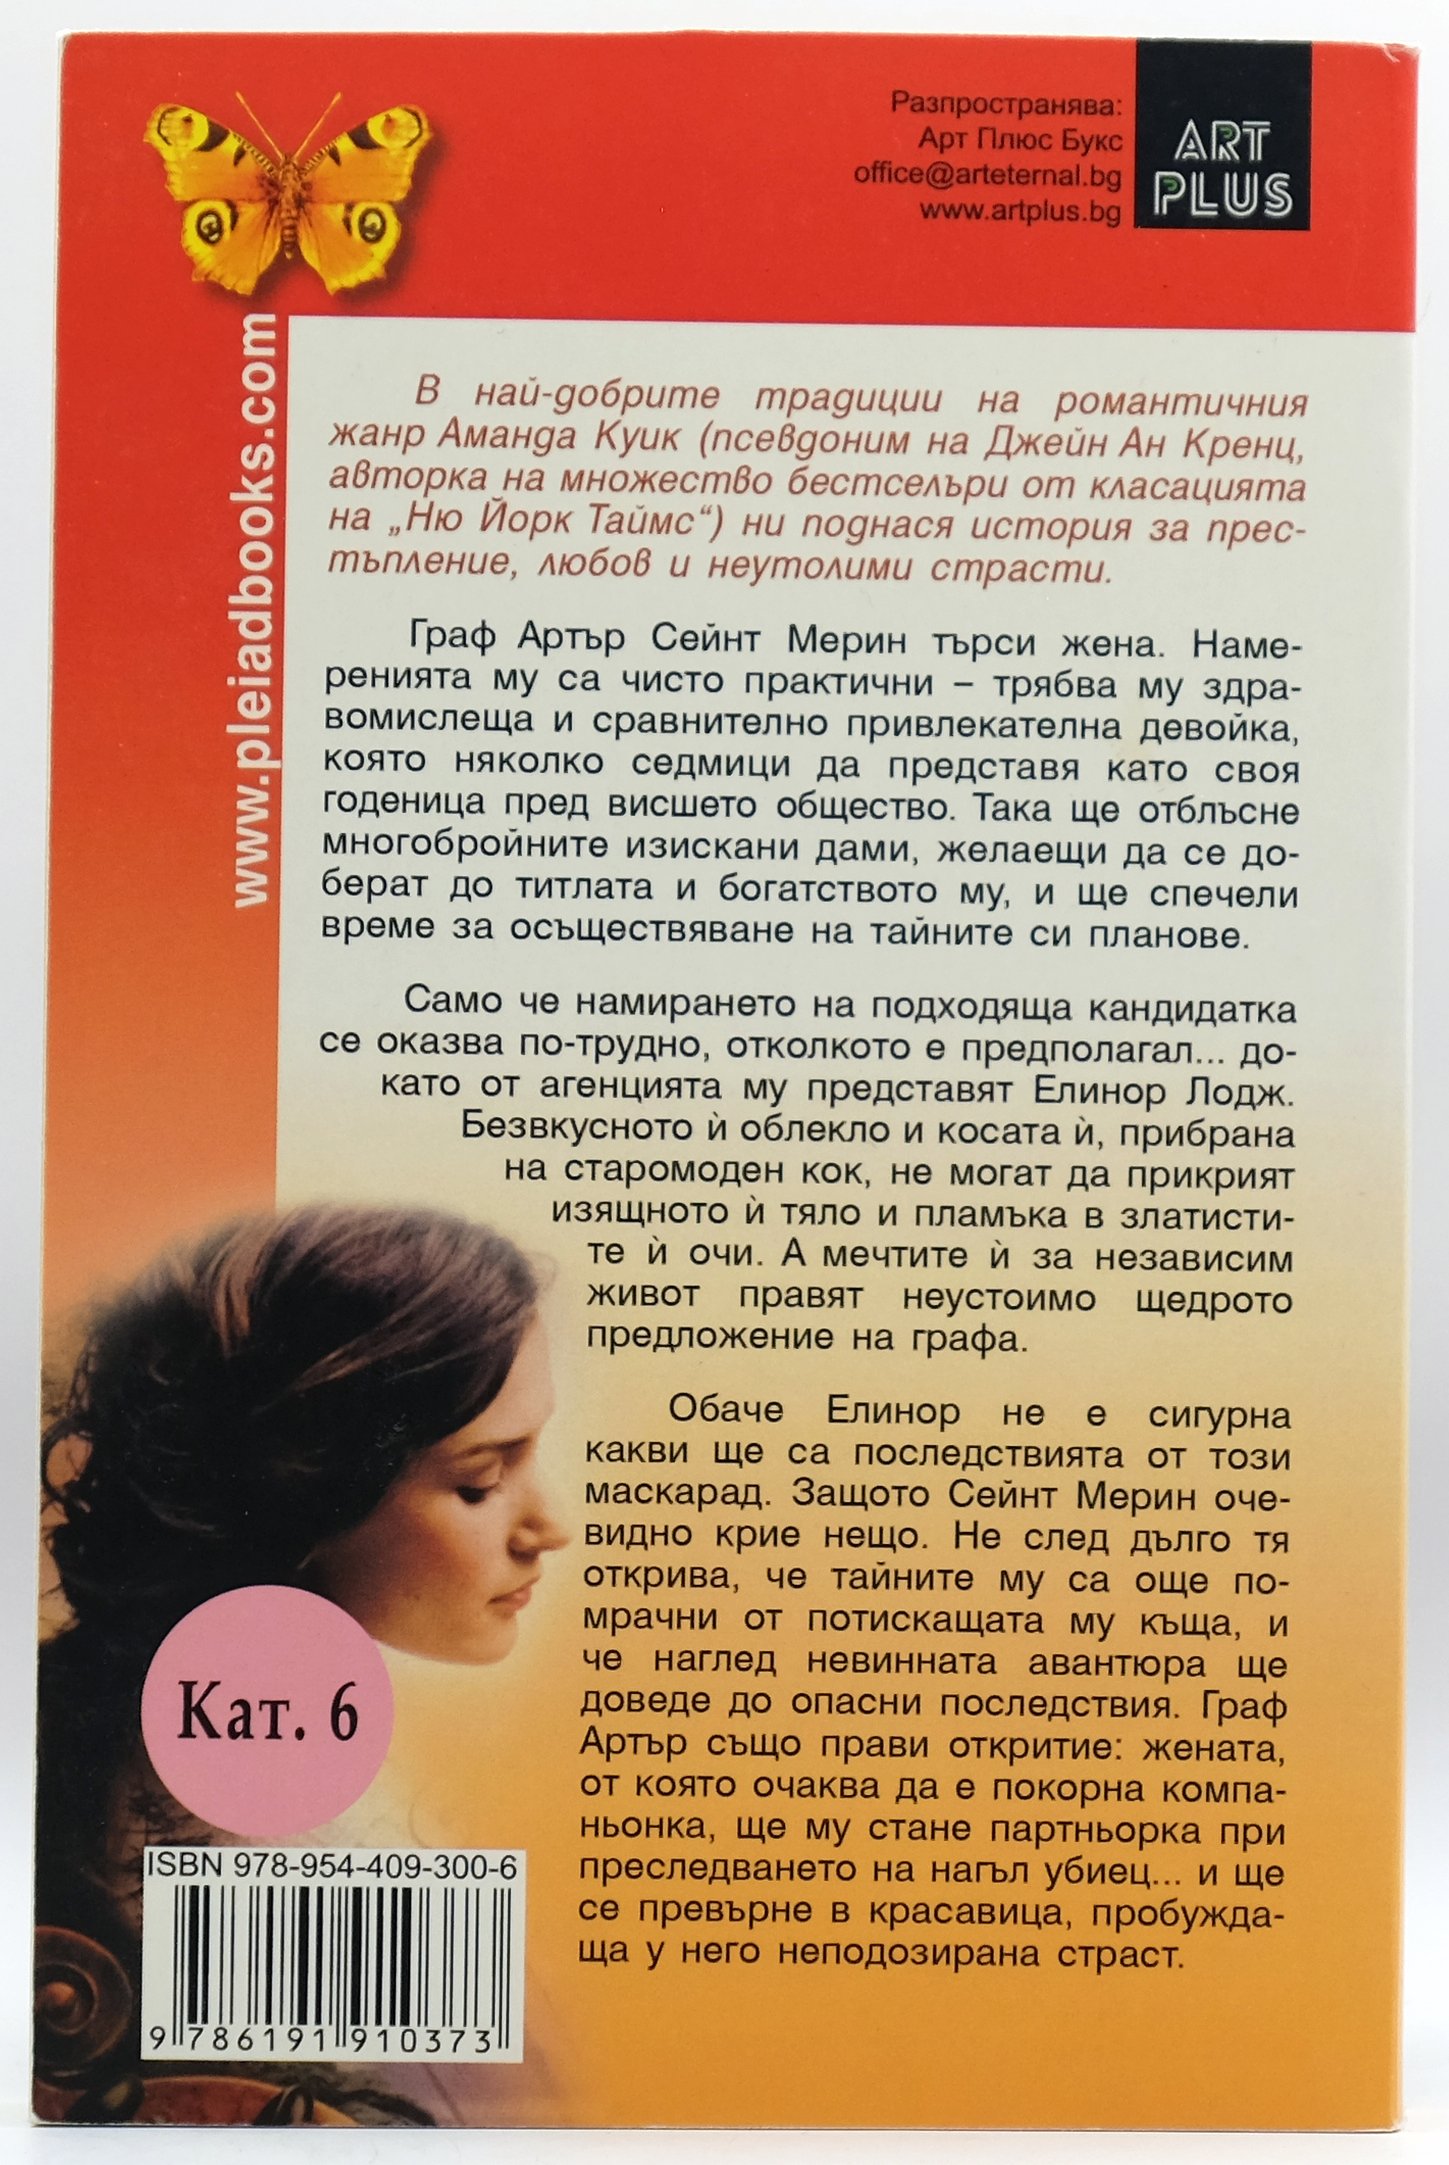 Разпространява:
Арт Плюс Букс
office@arteternal.bg
www.artplus.bg
ART
PLUS
www.pleiadbooks.com
В най-добрите традиции на романтичния
жанр Аманда Куик (псевдоним на Джейн Ан Кренц,
авторка на множество бестселъри от класацията
на „Ню Йорк Таймс“) ни поднася история за прес-
тъпление, любов и неутолими страсти.
Граф Артър Сейнт Мерин търси жена. Наме-
ренията му са чисто практични – трябва му здра-
вомислеща и сравнително привлекателна девойка,
която няколко седмици да представя като своя
годеница пред висшето общество. Така ще отблъсне
многобройните изискани дами, желаещи да се до-
берат до титлата и богатството му, и ще спечели
време за осъществяване на тайните си планове.
Само че намирането на подходяща кандидатка
се оказва по-трудно, отколкото е предполагал... до-
като от агенцията му представят Елинор Лодж.
Безвкусното ѝ облекло и косата ѝ, прибрана
на старомоден кок, не могат да прикрият
изящното ѝ тяло и пламъка в златисти-
те ѝ очи. А мечтите ѝ за независим
живот правят неустоимо щедрото
предложение на графа.
Обаче Елинор не е сигурна
какви ще са последствията от този
маскарад. Защото Сейнт Мерин оче-
видно крие нещо. Не след дълго тя
открива, че тайните му са още по-
мрачни от потискащата му къща, и
че наглед невинната авантюра ще
доведе до опасни последствия. Граф
Артър също прави откритие: жената,
от която очаква да е покорна компа-
ньонка, ще му стане партньорка при
преследването на нагъл убиец... и ще
се превърне в красавица, пробужда-
ща у него неподозирана страст.
Кат. 6
ISBN 978-954-409-300-6
9 786191 910373